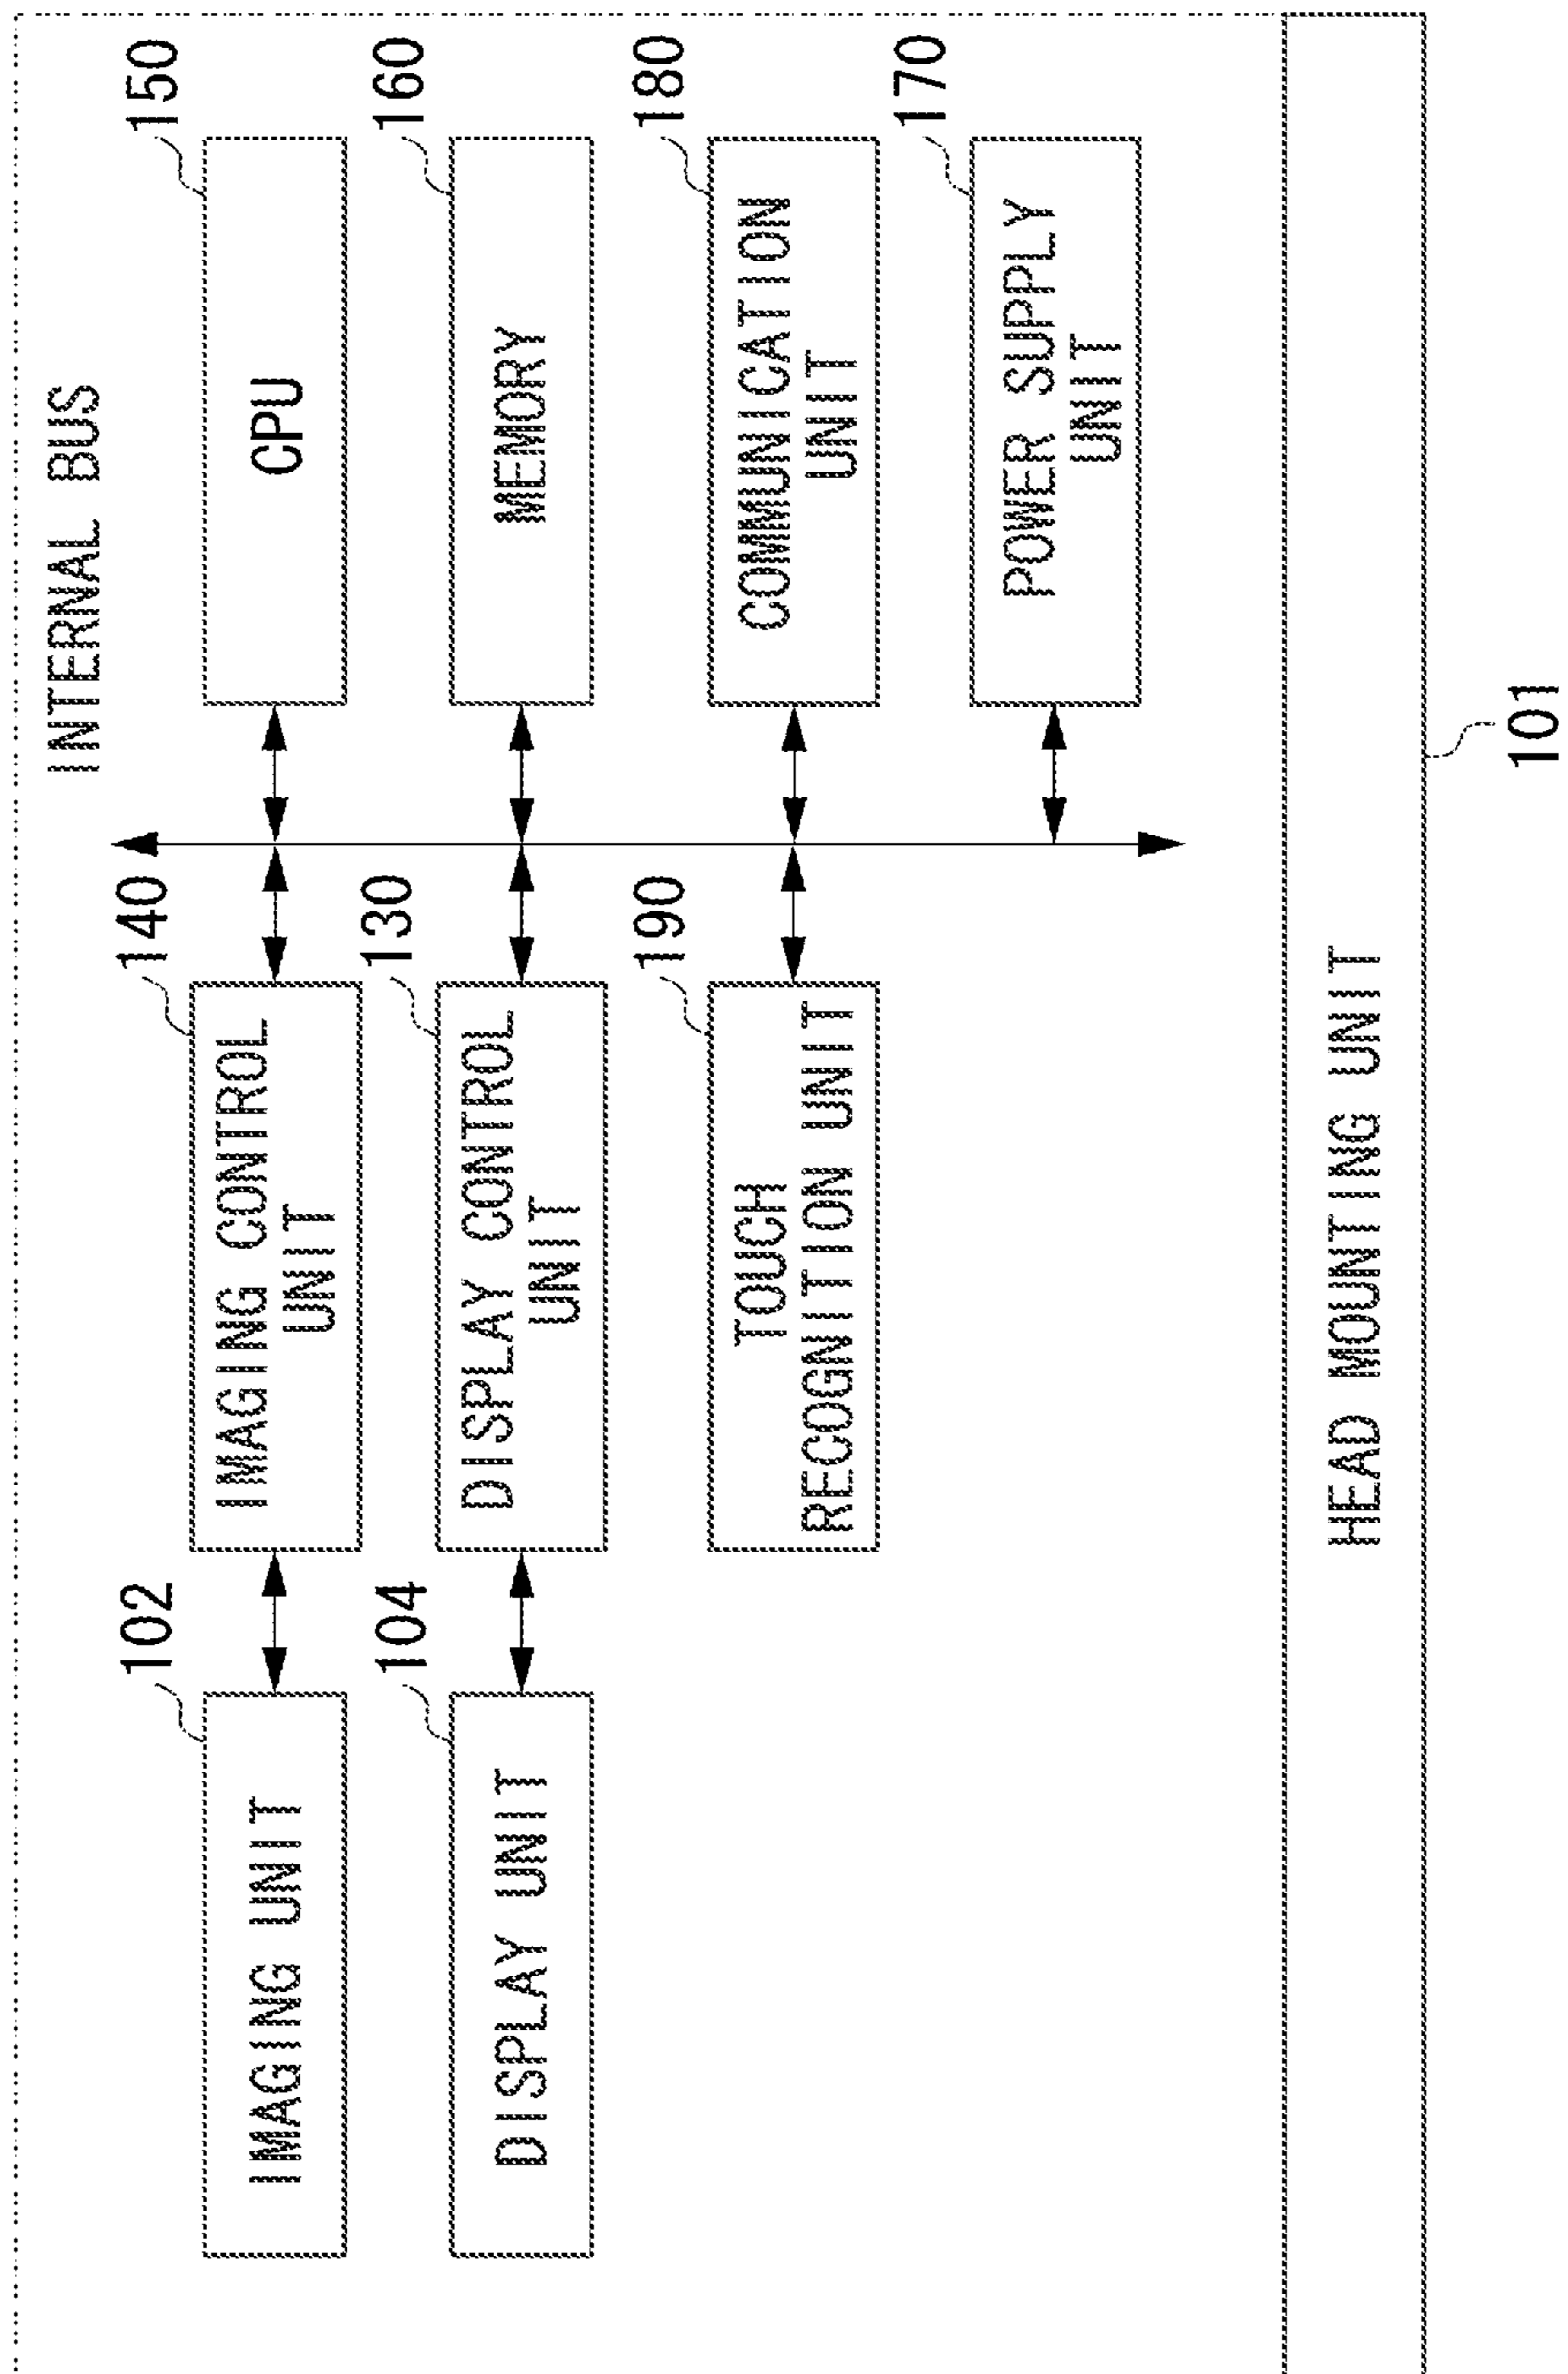 INTERNAL BUS
102
IMAGING UNIT
140
IMAGING CONTROL
UNIT
150
CPU
104
DISPLAY UNIT
130
DISPLAY CONTROL
UNIT
160
MEMORY
190
TOUCH
RECOGNITION UNIT
180
COMMUNICATION
UNIT
170
POWER SUPPLY
UNIT
HEAD MOUNTING UNIT
101